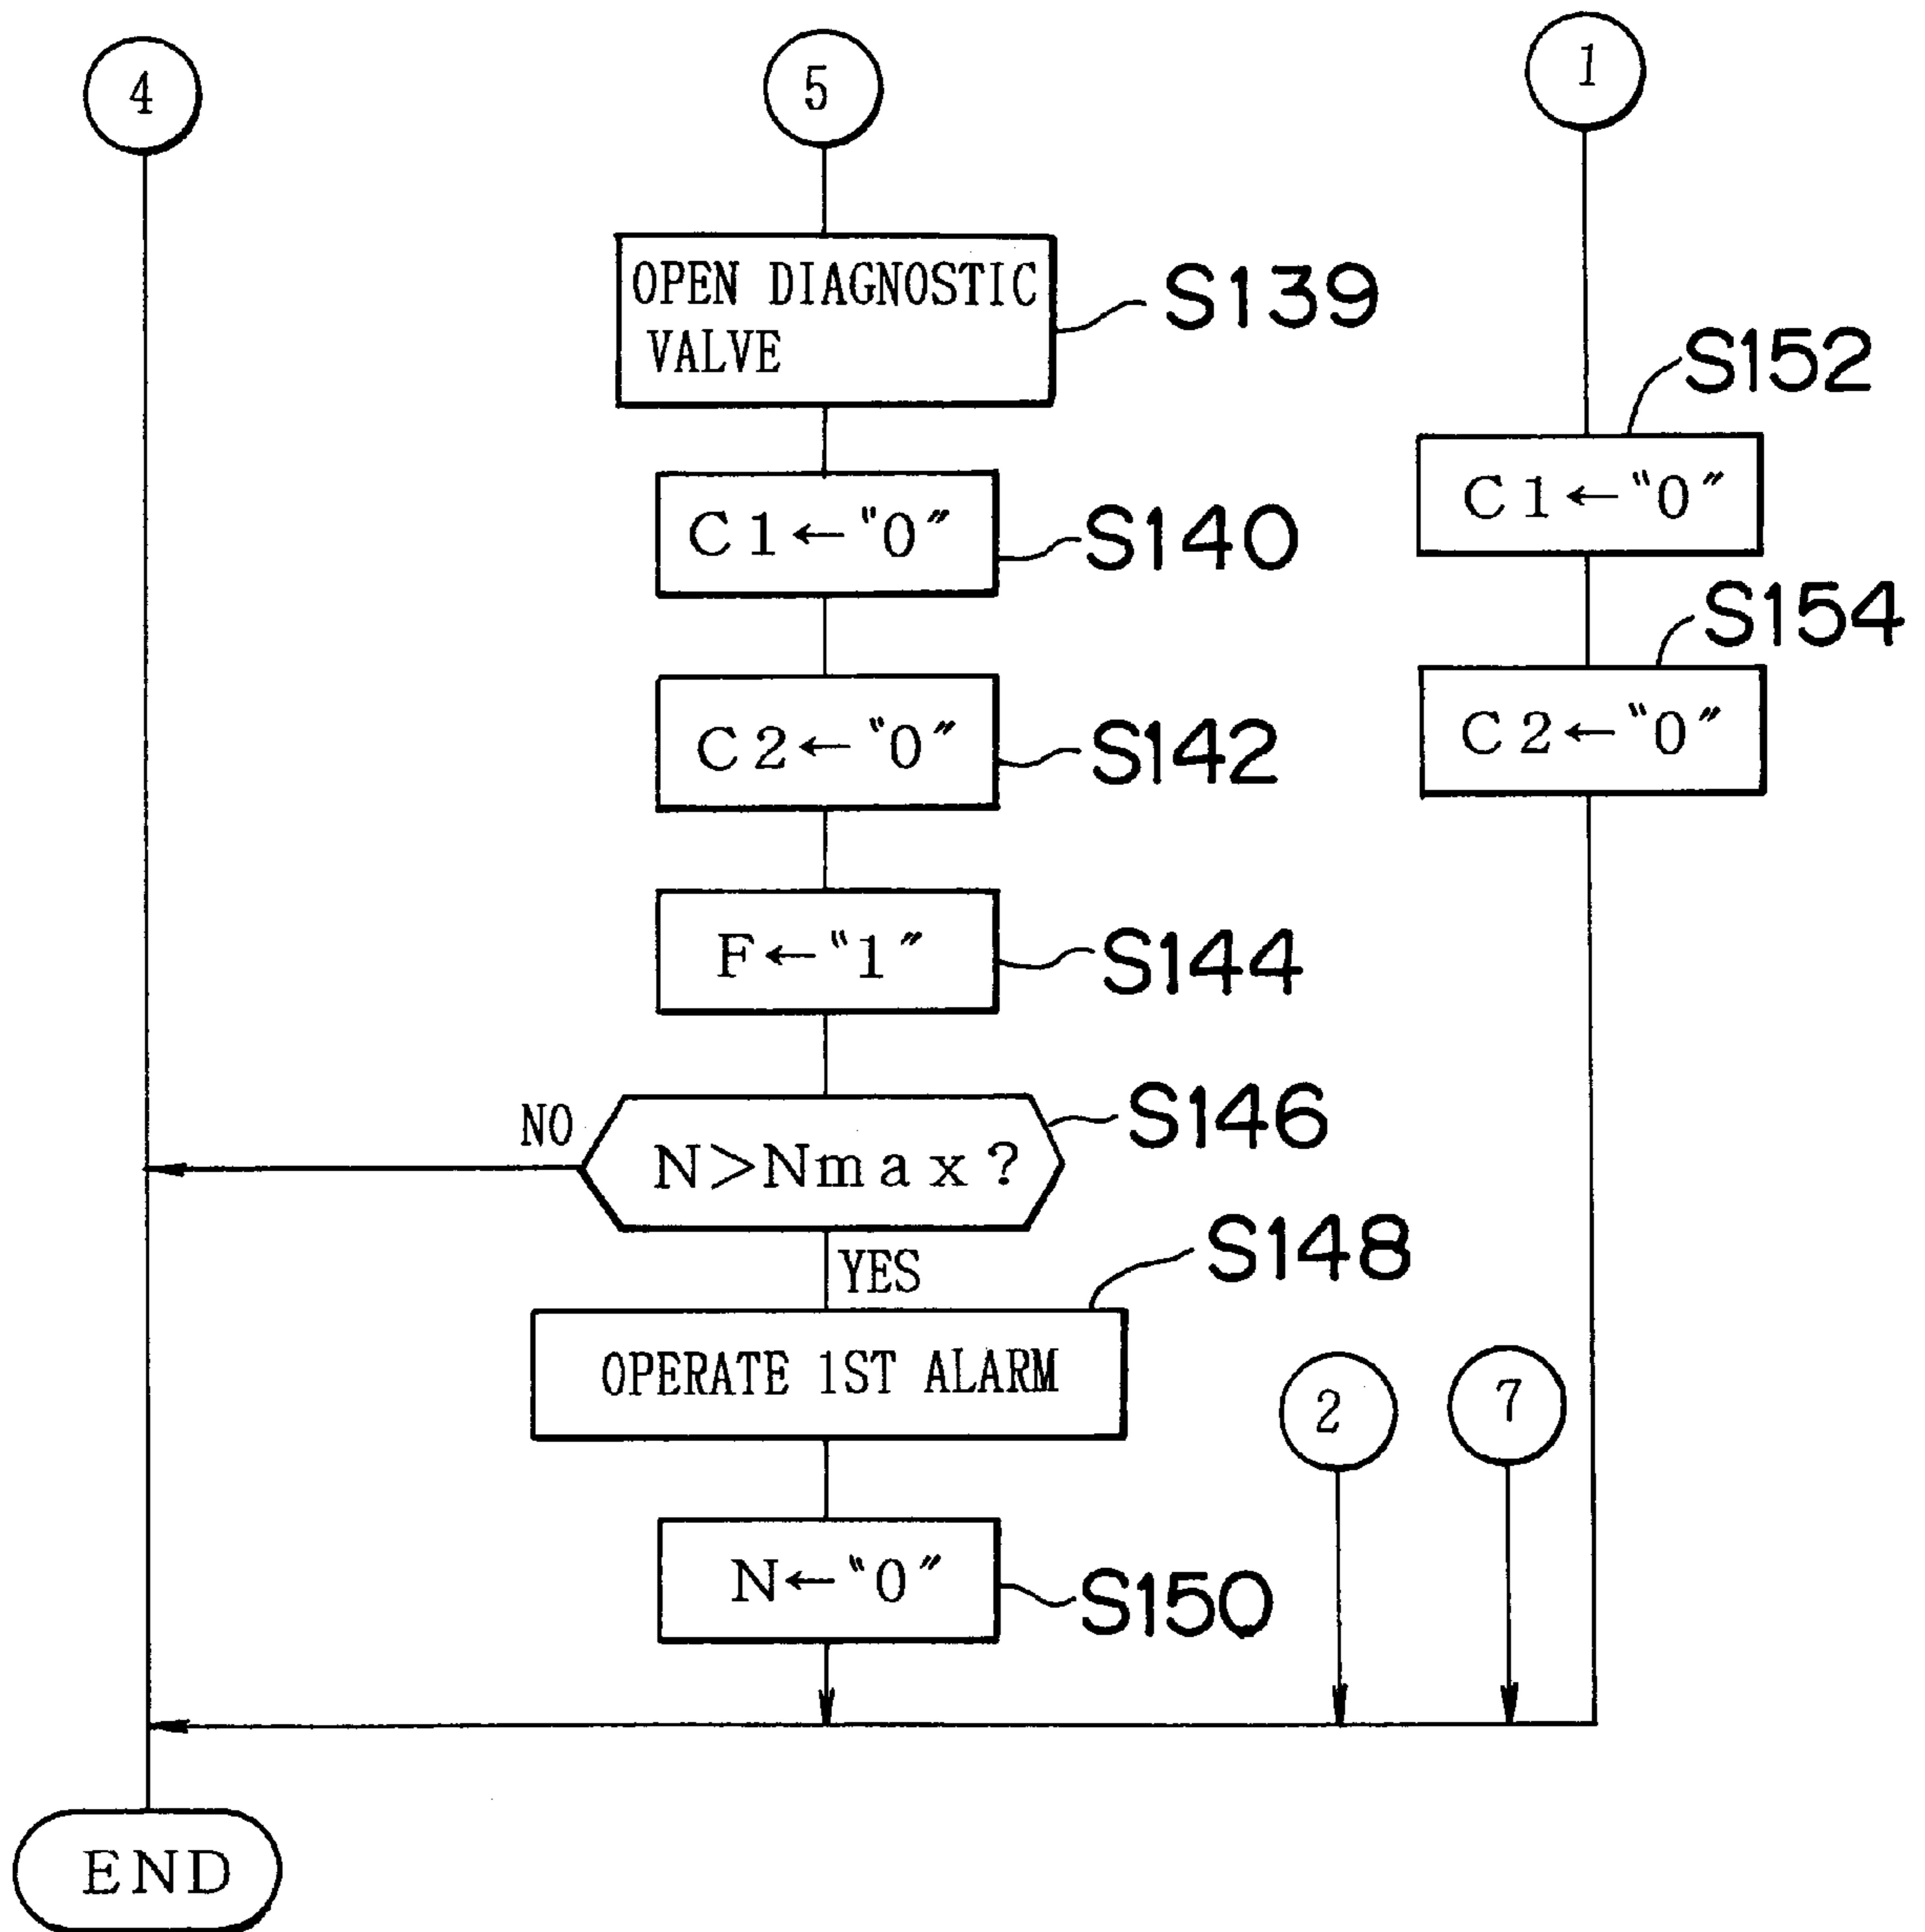 4
5
1
OPEN DIAGNOSTIC
VALVE
S139
S152
C1←"0"
S140
C1←"0"
S154
C2←"0"
S142
C2←"0"
F←"1"
S144
NO
N>Nmax?
S146
YES
S148
OPERATE 1ST ALARM
2
7
N←"0"
S150
END